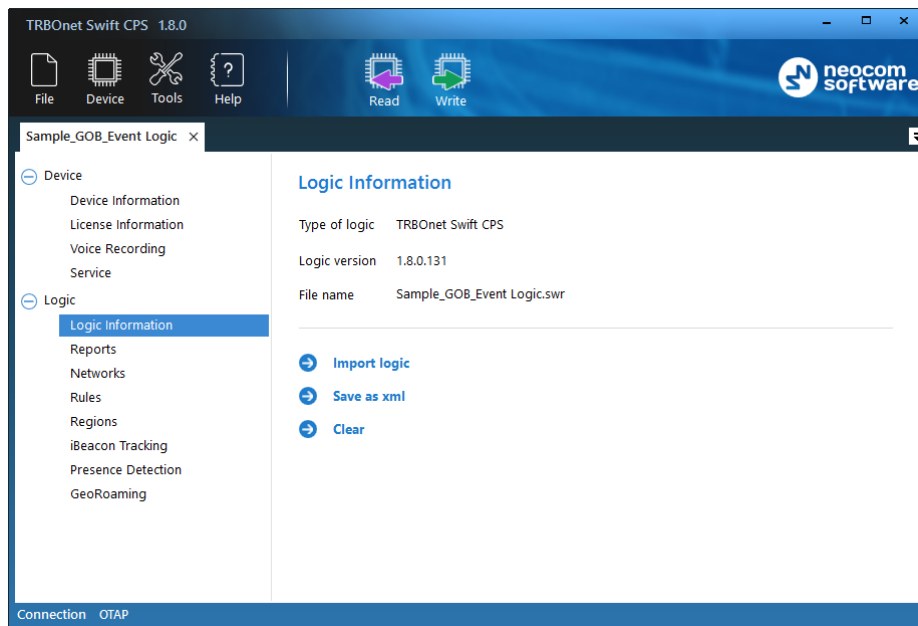 TRBOnet Swift CPS 1.8.0
File Device Tools Help Read Write
neocom
software
Sample_GOB_Event Logic
Device
Device Information
License Information
Voice Recording
Service
Logic
Logic Information
Reports
Networks
Rules
Regions
iBeacon Tracking
Presence Detection
GeoRoaming
Logic Information
Type of logic TRBOnet Swift CPS
Logic version 1.8.0.131
File name Sample_GOB_Event Logic.swr
Import logic
Save as xml
Clear
Connection OTAP